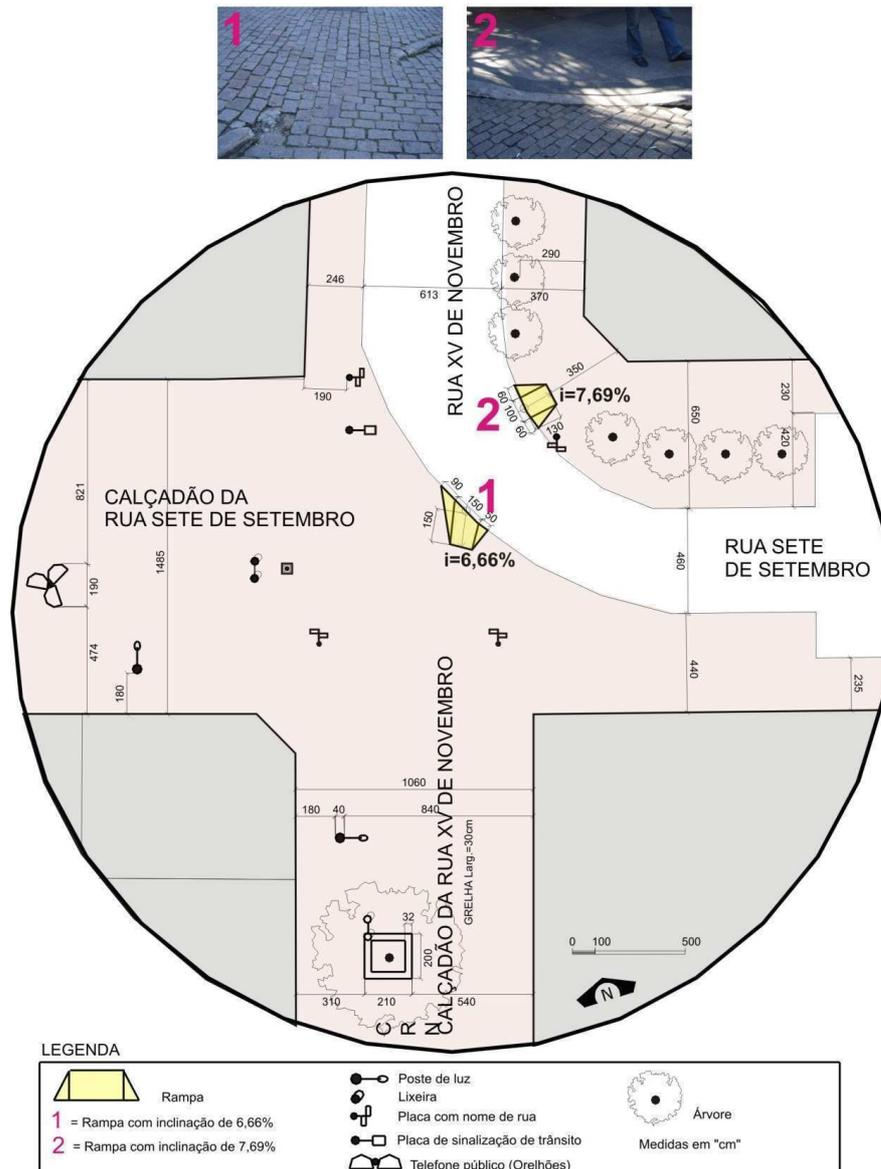 1
2
RUA XV DE NOVEMBRO
290
246
613
370
190
350
i=7,69%
60
100
60
130
2
230
650
420
821
CALÇADÃO DA
RUA SETE DE SETEMBRO
90
1
150
50
150
i=6,66%
1485
190
474
180
460
RUA SETE
DE SETEMBRO
440
235
1060
180
40
840
CALÇADÃO DA RUA XV DE NOVEMBRO
GRELHA Larg.=30cm
32
200
310
210
540
C
R
N
0 100 500
N
LEGENDA
Rampa
1 = Rampa com inclinação de 6,66%
2 = Rampa com inclinação de 7,69%
Poste de luz
Lixeira
Placa com nome de rua
Placa de sinalização de trânsito
Telefone público (Orelhões)
Árvore
Medidas em "cm"